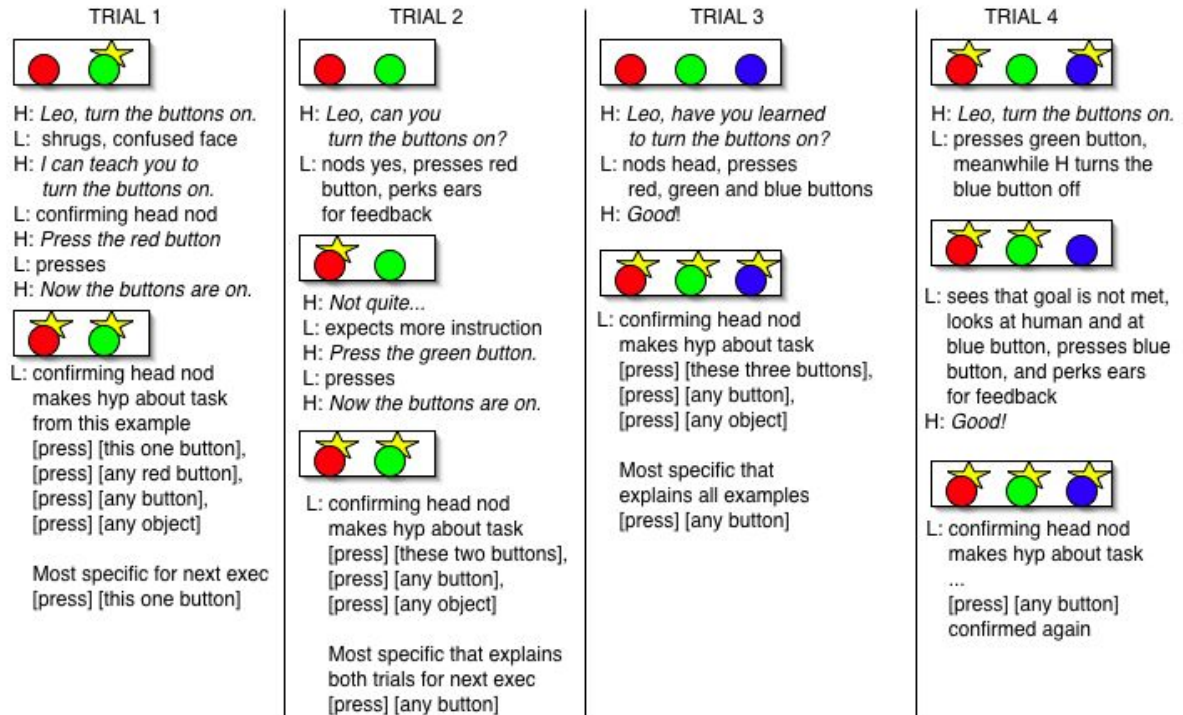 TRIAL 1
H: Leo, turn the buttons on.
L: shrugs, confused face
H: I can teach you to
turn the buttons on.
L: confirming head nod
H: Press the red button
L: presses
H: Now the buttons are on.
L: confirming head nod
makes hyp about task
from this example
[press] [this one button],
[press] [any red button],
[press] [any button],
[press] [any object]
Most specific for next exec
[press] [this one button]
TRIAL 2
H: Leo, can you
turn the buttons on?
L: nods yes, presses red
button, perks ears
for feedback
H: Not quite...
L: expects more instruction
H: Press the green button.
L: presses
H: Now the buttons are on.
L: confirming head nod
makes hyp about task
[press] [these two buttons],
[press] [any button],
[press] [any object]
Most specific that explains
both trials for next exec
[press] [any button]
TRIAL 3
H: Leo, have you learned
to turn the buttons on?
L: nods head, presses
red, green and blue buttons
H: Good!
L: confirming head nod
makes hyp about task
[press] [these three buttons],
[press] [any button],
[press] [any object]
Most specific that
explains all examples
[press] [any button]
TRIAL 4
H: Leo, turn the buttons on.
L: presses green button,
meanwhile H turns the
blue button off
L: sees that goal is not met,
looks at human and at
blue button, presses blue
button, and perks ears
for feedback
H: Good!
L: confirming head nod
makes hyp about task
...
[press] [any button]
confirmed again